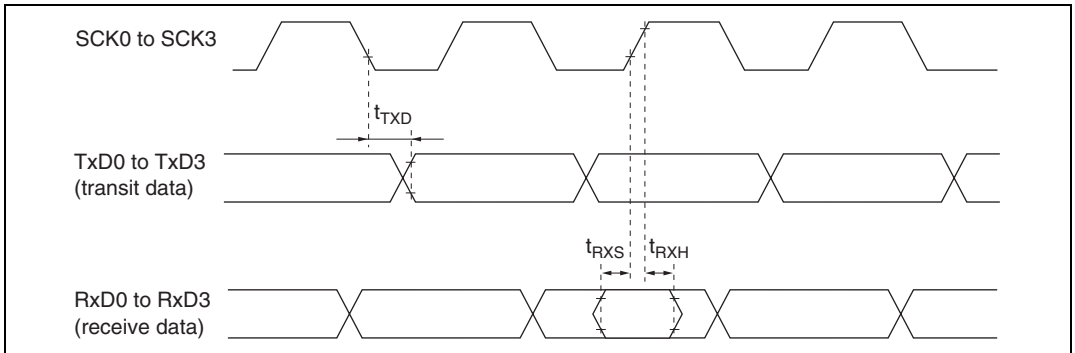 SCK0 to SCK3
tTXD
TxD0 to TxD3
(transit data)
tRXS
tRXH
RxD0 to RxD3
(receive data)